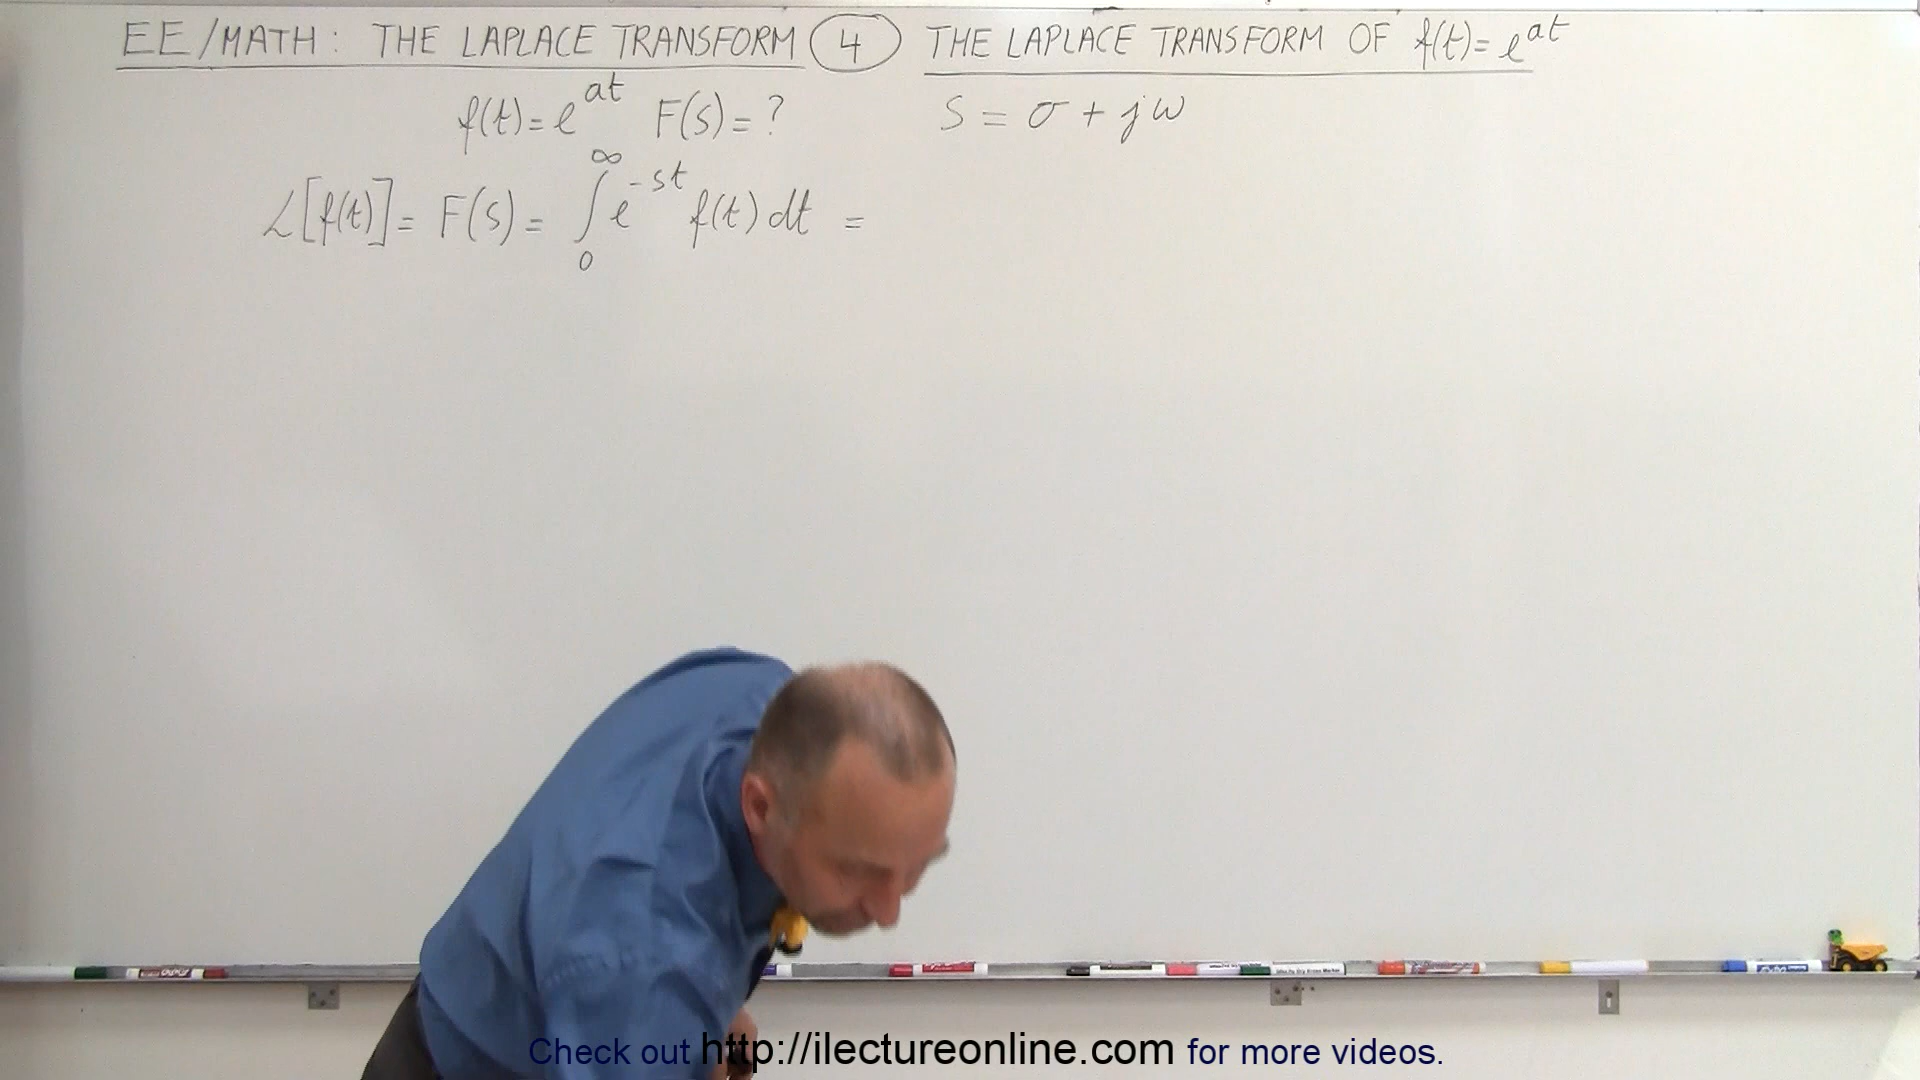 EE/MATH: THE LAPLACE TRANSFORM 4 THE LAPLACE TRANSFORM OF f(t)= e^at
f(t)= e^at F(s)= ? S = σ + jω
L[f(t)]= F(s)= ∫₀^∞ e^-st f(t) dt =
Check out http://ilectureonline.com for more videos.